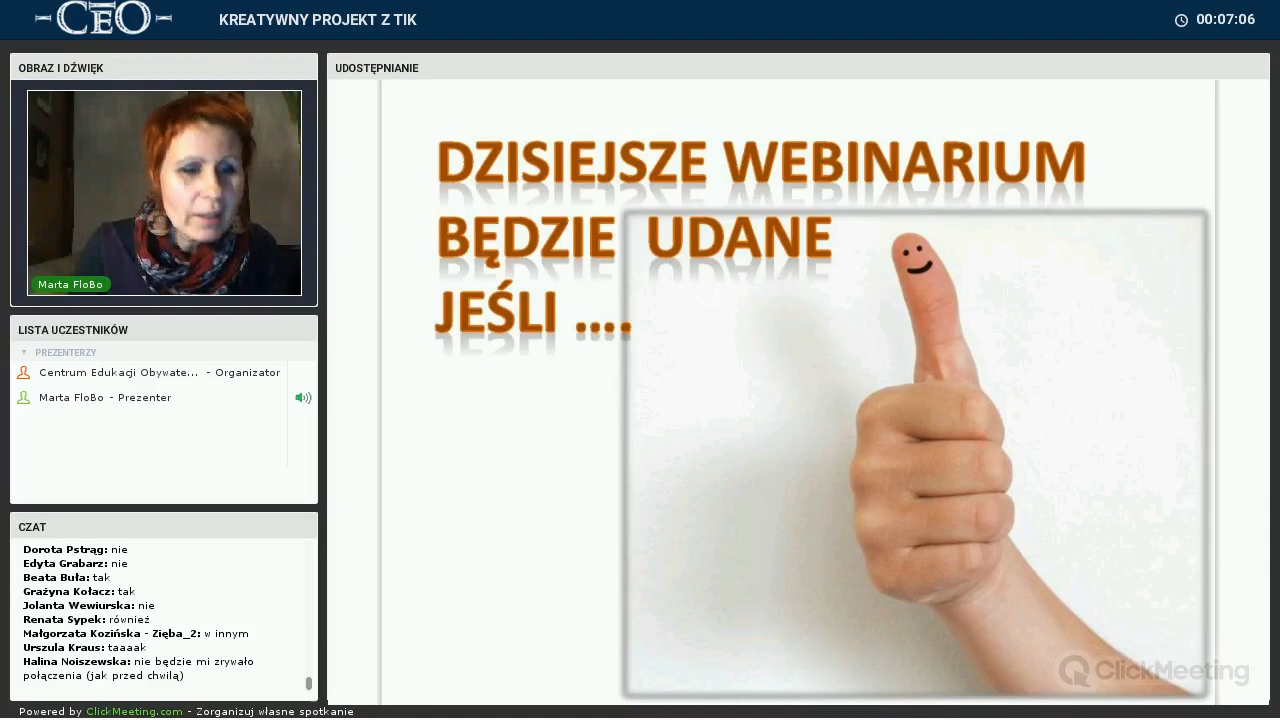 CEO
KREATYWNY PROJEKT Z TIK
00:07:06
OBRAZ I DŹWIĘK
Marta FloBo
LISTA UCZESTNIKÓW
PREZENTERZY
Centrum Edukacji Obywate... - Organizator
Marta FloBo - Prezenter
CZAT
Dorota Pstrąg: nie
Edyta Grabarz: nie
Beata Buła: tak
Grażyna Kołacz: tak
Jolanta Wewiurska: nie
Renata Sypek: również
Małgorzata Kozińska - Zięba_2: w innym
Urszula Kraus: taaaak
Halina Noiszewska: nie będzie mi zrywało
połączenia (jak przed chwilą)
UDOSTĘPNIANIE
DZISIEJSZE WEBINARIUM
BĘDZIE UDANE
JEŚLI ....
ClickMeeting
Powered by ClickMeeting.com - Zorganizuj własne spotkanie